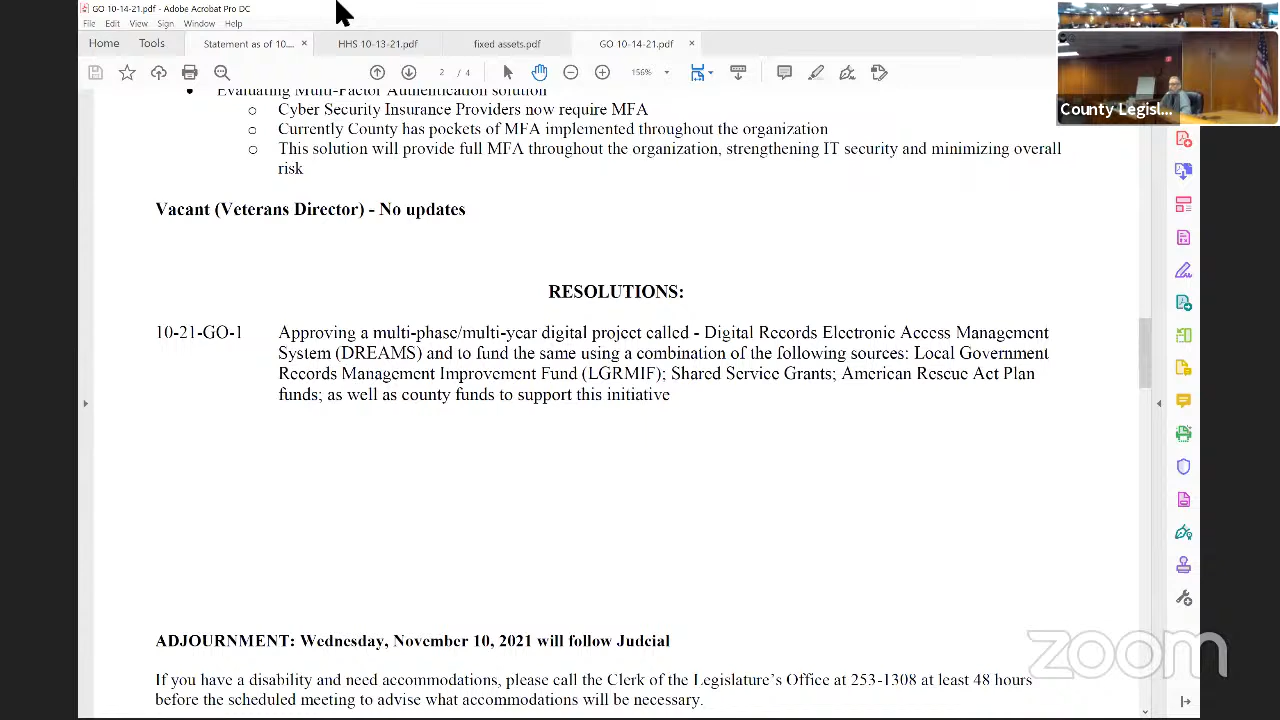 GO 10-14-21.pdf - Adobe Acrobat Pro DC
File Edit View Sign Window Help
Home Tools Statement as of 10.... × fixed assets.pdf GO 10-14-21.pdf ×
2 / 4 156%
Evaluating Multi-Factor Authentication solution
o Cyber Security Insurance Providers now require MFA
o Currently County has pockets of MFA implemented throughout the organization
o This solution will provide full MFA throughout the organization, strengthening IT security and minimizing overall
risk
Vacant (Veterans Director) - No updates
RESOLUTIONS:
10-21-GO-1 Approving a multi-phase/multi-year digital project called - Digital Records Electronic Access Management
System (DREAMS) and to fund the same using a combination of the following sources: Local Government
Records Management Improvement Fund (LGRMIF); Shared Service Grants; American Rescue Act Plan
funds; as well as county funds to support this initiative
ADJOURNMENT: Wednesday, November 10, 2021 will follow Judcial
If you have a disability and need accommodations, please call the Clerk of the Legislature's Office at 253-1308 at least 48 hours
before the scheduled meeting to advise what accommodations will be necessary.
County Legisl...
zoom